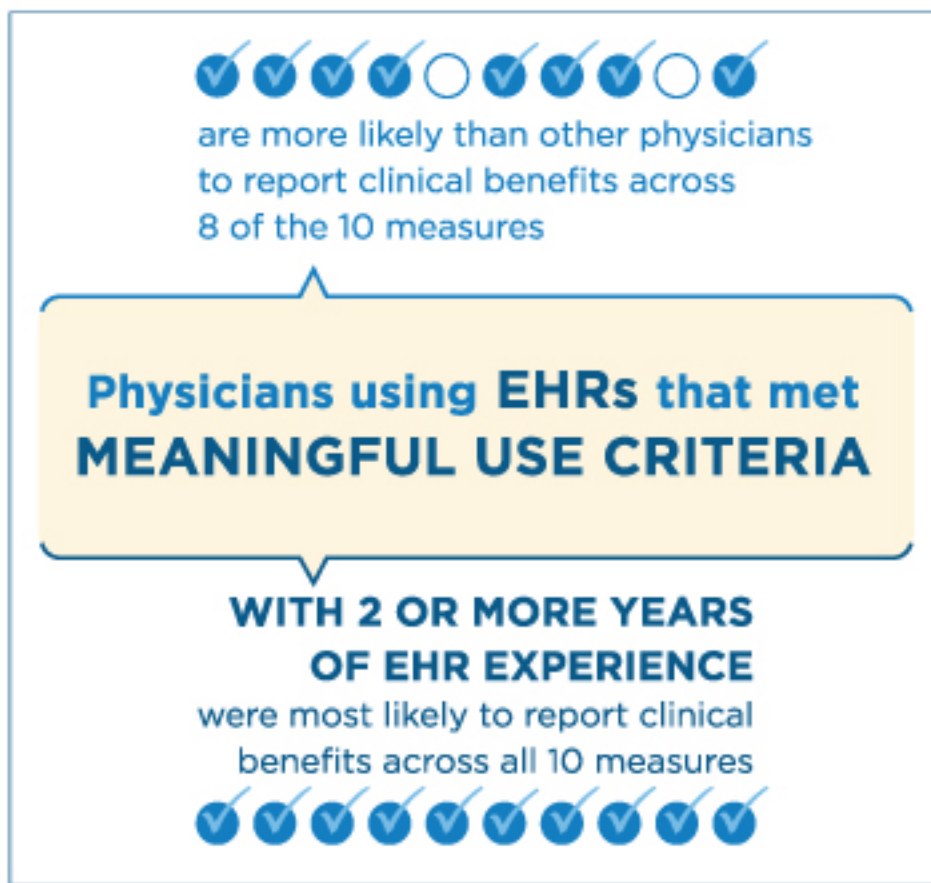 are more likely than other physicians
to report clinical benefits across
8 of the 10 measures
Physicians using EHRs that met
MEANINGFUL USE CRITERIA
WITH 2 OR MORE YEARS
OF EHR EXPERIENCE
were most likely to report clinical
benefits across all 10 measures